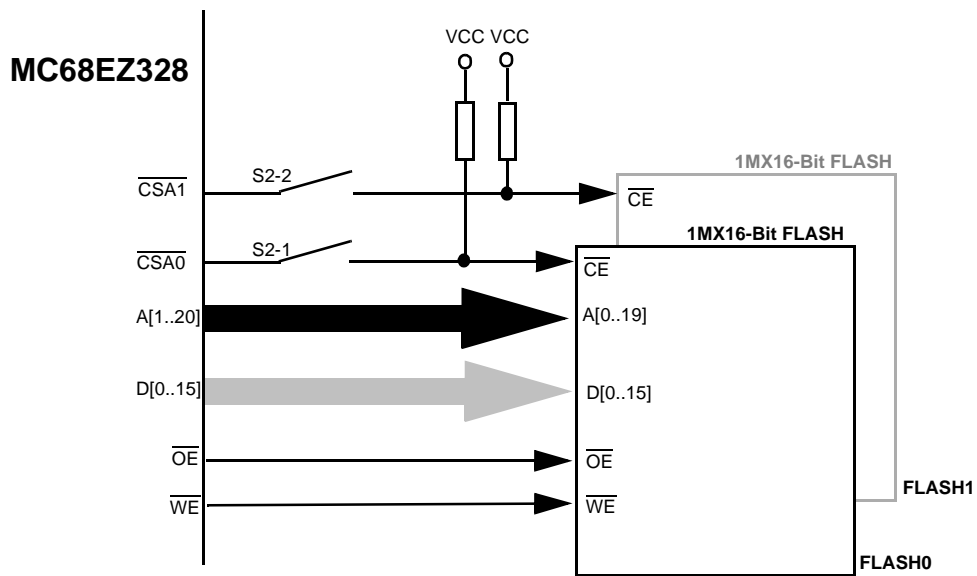 VCC VCC
MC68EZ328
1MX16-Bit FLASH
CSA1
S2-2
CE
1MX16-Bit FLASH
CSA0
S2-1
CE
A[1..20]
A[0..19]
D[0..15]
D[0..15]
OE
OE
WE
WE
FLASH1
FLASH0